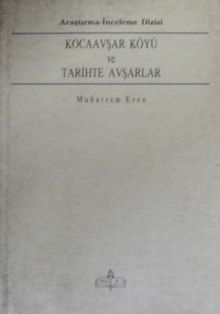 Araştırma-İnceleme Dizisi
KOCAAVŞAR KÖYÜ
ve
TARİHTE AVŞARLAR
Muharrem Eren